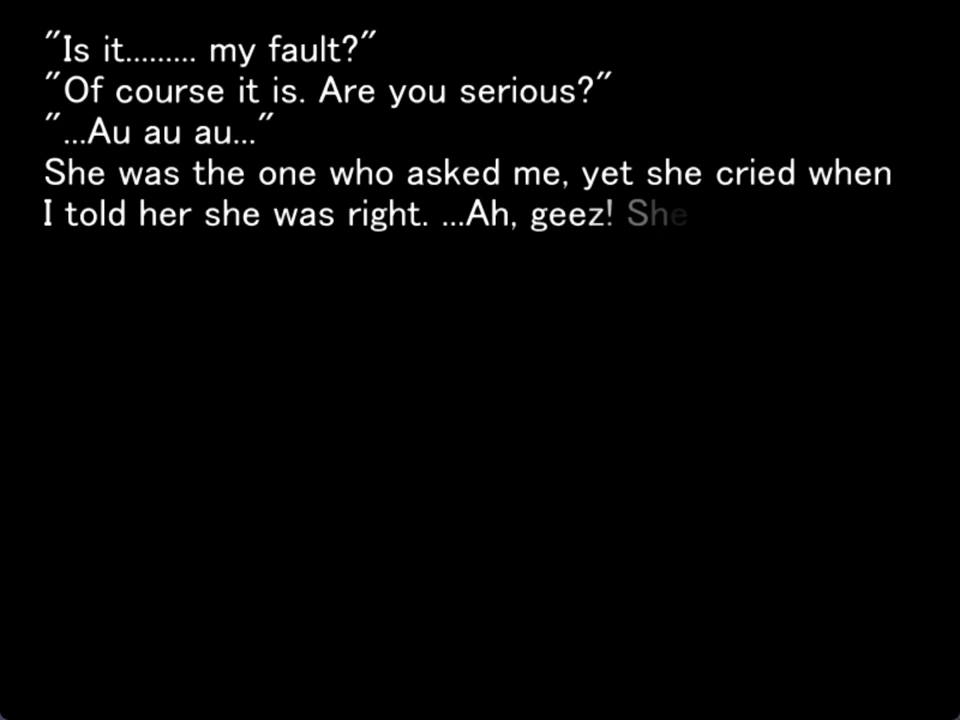 "Is it......... my fault?"
"Of course it is. Are you serious?"
"...Au au au..."
She was the one who asked me, yet she cried when
I told her she was right. ...Ah, geez! She